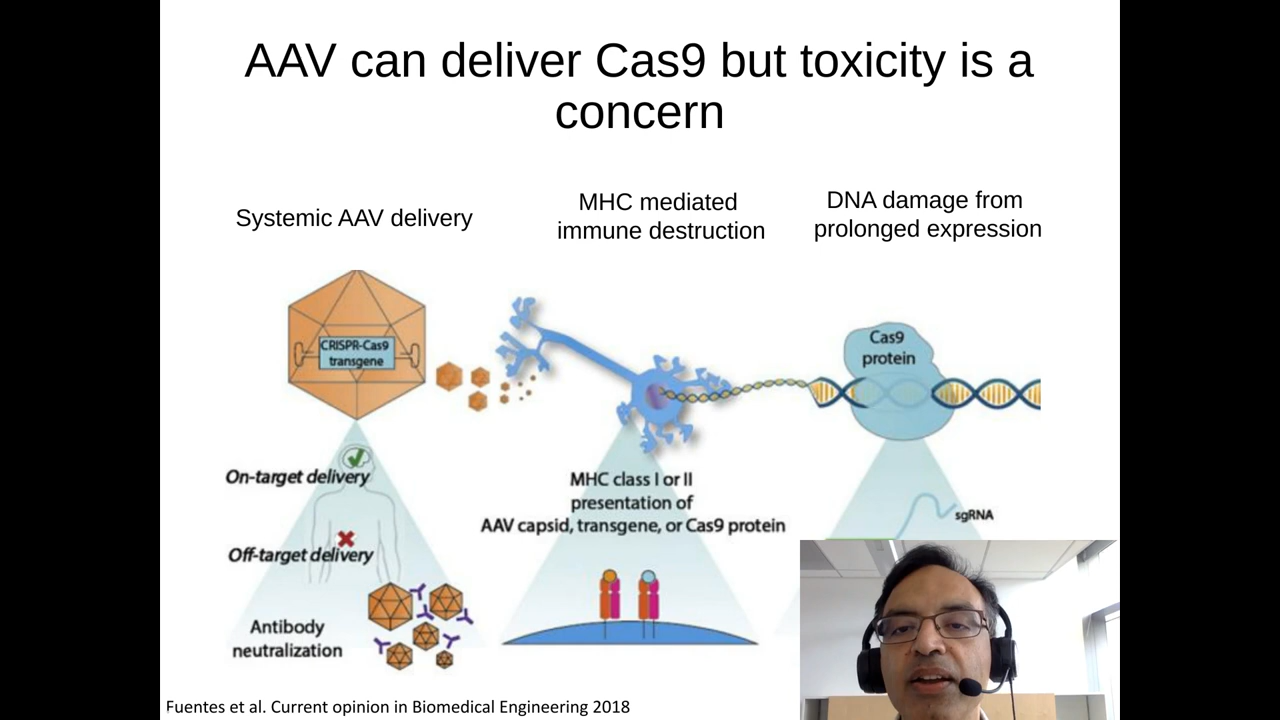 AAV can deliver Cas9 but toxicity is a
concern
Systemic AAV delivery
MHC mediated
immune destruction
DNA damage from
prolonged expression
CRISPR-Cas9
transgene
On-target delivery
Off-target delivery
Antibody
neutralization
MHC class I or II
presentation of
AAV capsid, transgene, or Cas9 protein
Cas9
protein
sgRNA
Fuentes et al. Current opinion in Biomedical Engineering 2018